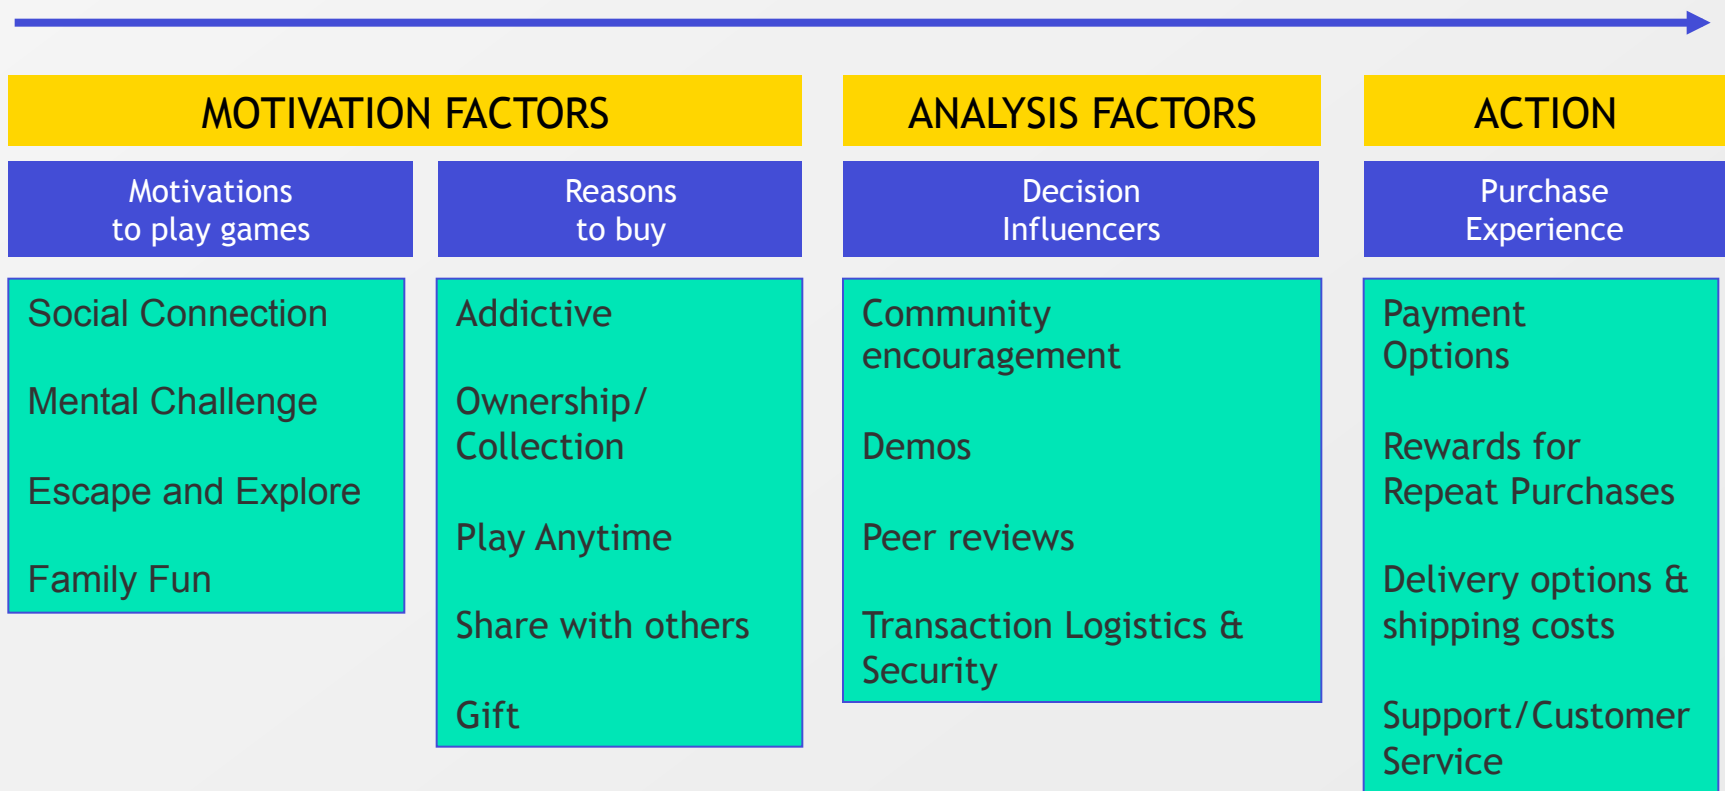 MOTIVATION FACTORS
ANALYSIS FACTORS
ACTION
Motivations
to play games
Reasons
to buy
Decision
Influencers
Purchase
Experience
Social Connection
Mental Challenge
Escape and Explore
Family Fun
Addictive
Ownership/
Collection
Play Anytime
Share with others
Gift
Community
encouragement
Demos
Peer reviews
Transaction Logistics &
Security
Payment
Options
Rewards for
Repeat Purchases
Delivery options &
shipping costs
Support/Customer
Service